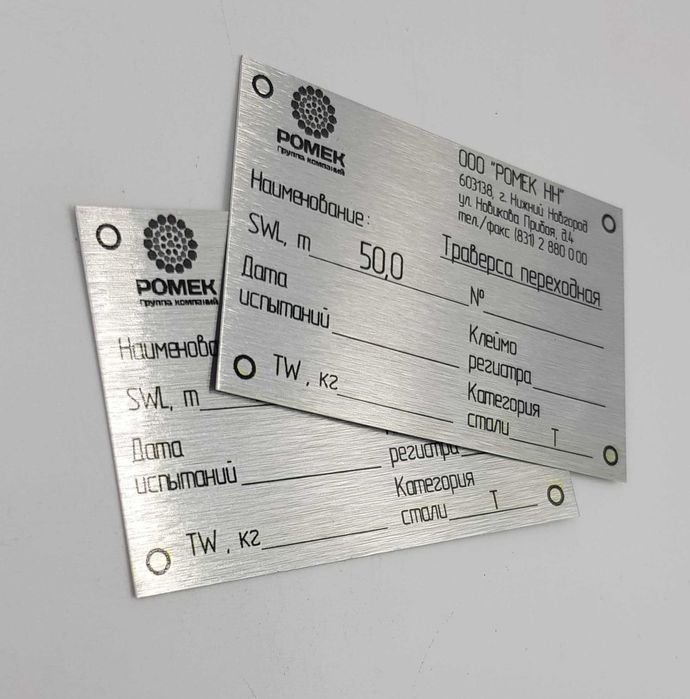 РОМЕК
Группа компаний
ООО "РОМЕК НН"
603138, г. Нижний Новгород
ул. Новикова Прибоя, д.4
тел./факс (831) 2 880 000
Наименование: Траверса переходная
SWL, т 50,0 №
Дата
испытаний
Клеймо
регистра
TW, кг
Категория
стали Т
РОМЕК
Группа компаний
SWL, т
Дата
испытаний
регистра
TW, кг
Категория
стали Т